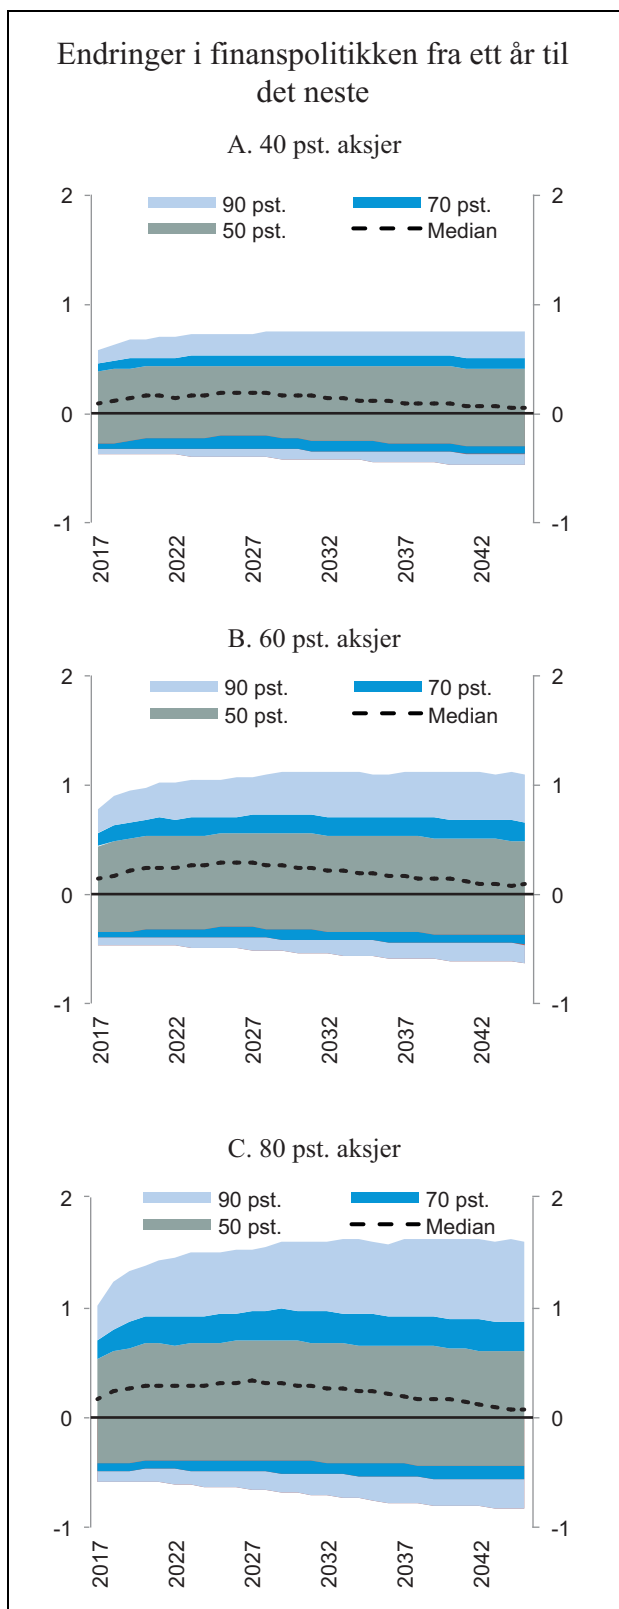 Endringer i finanspolitikken fra ett år til
det neste
A. 40 pst. aksjer
2 90 pst. 70 pst. 2
50 pst. Median
1 1
0 0
-1 -1
2017 2022 2027 2032 2037 2042
B. 60 pst. aksjer
2 90 pst. 70 pst. 2
50 pst. Median
1 1
0 0
-1 -1
2017 2022 2027 2032 2037 2042
C. 80 pst. aksjer
2 90 pst. 70 pst. 2
50 pst. Median
1 1
0 0
-1 -1
2017 2022 2027 2032 2037 2042